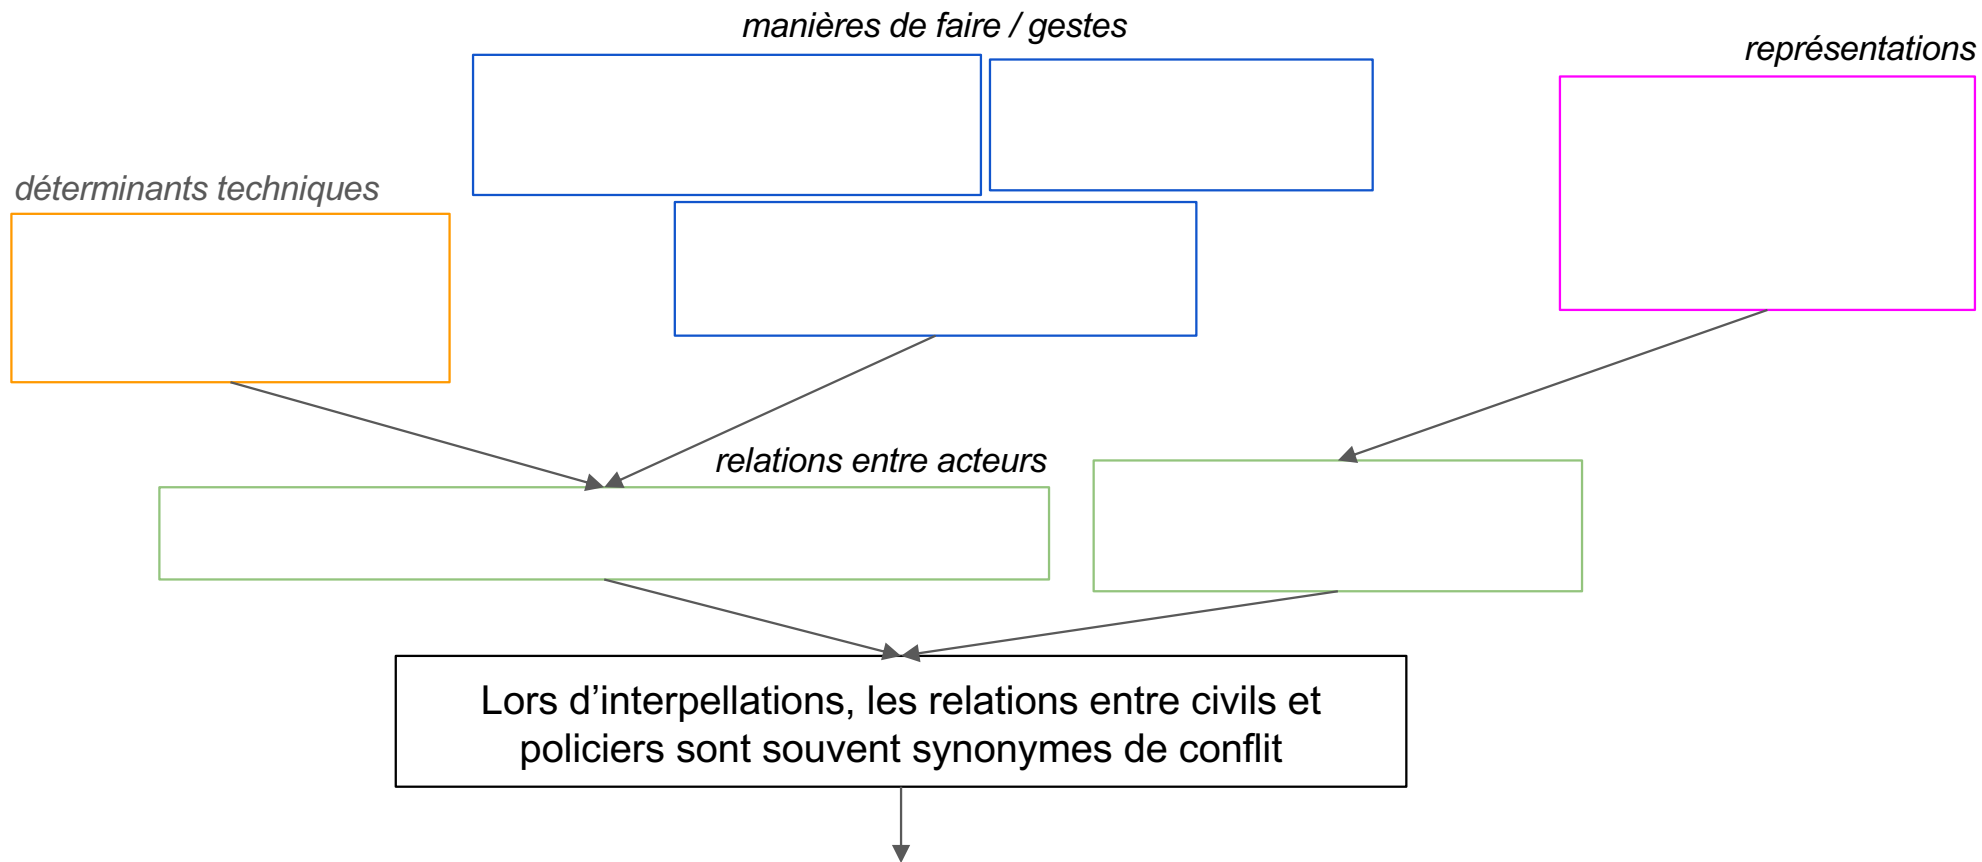 manières de faire / gestes
représentations
déterminants techniques
relations entre acteurs
Lors d’interpellations, les relations entre civils et
policiers sont souvent synonymes de conflit